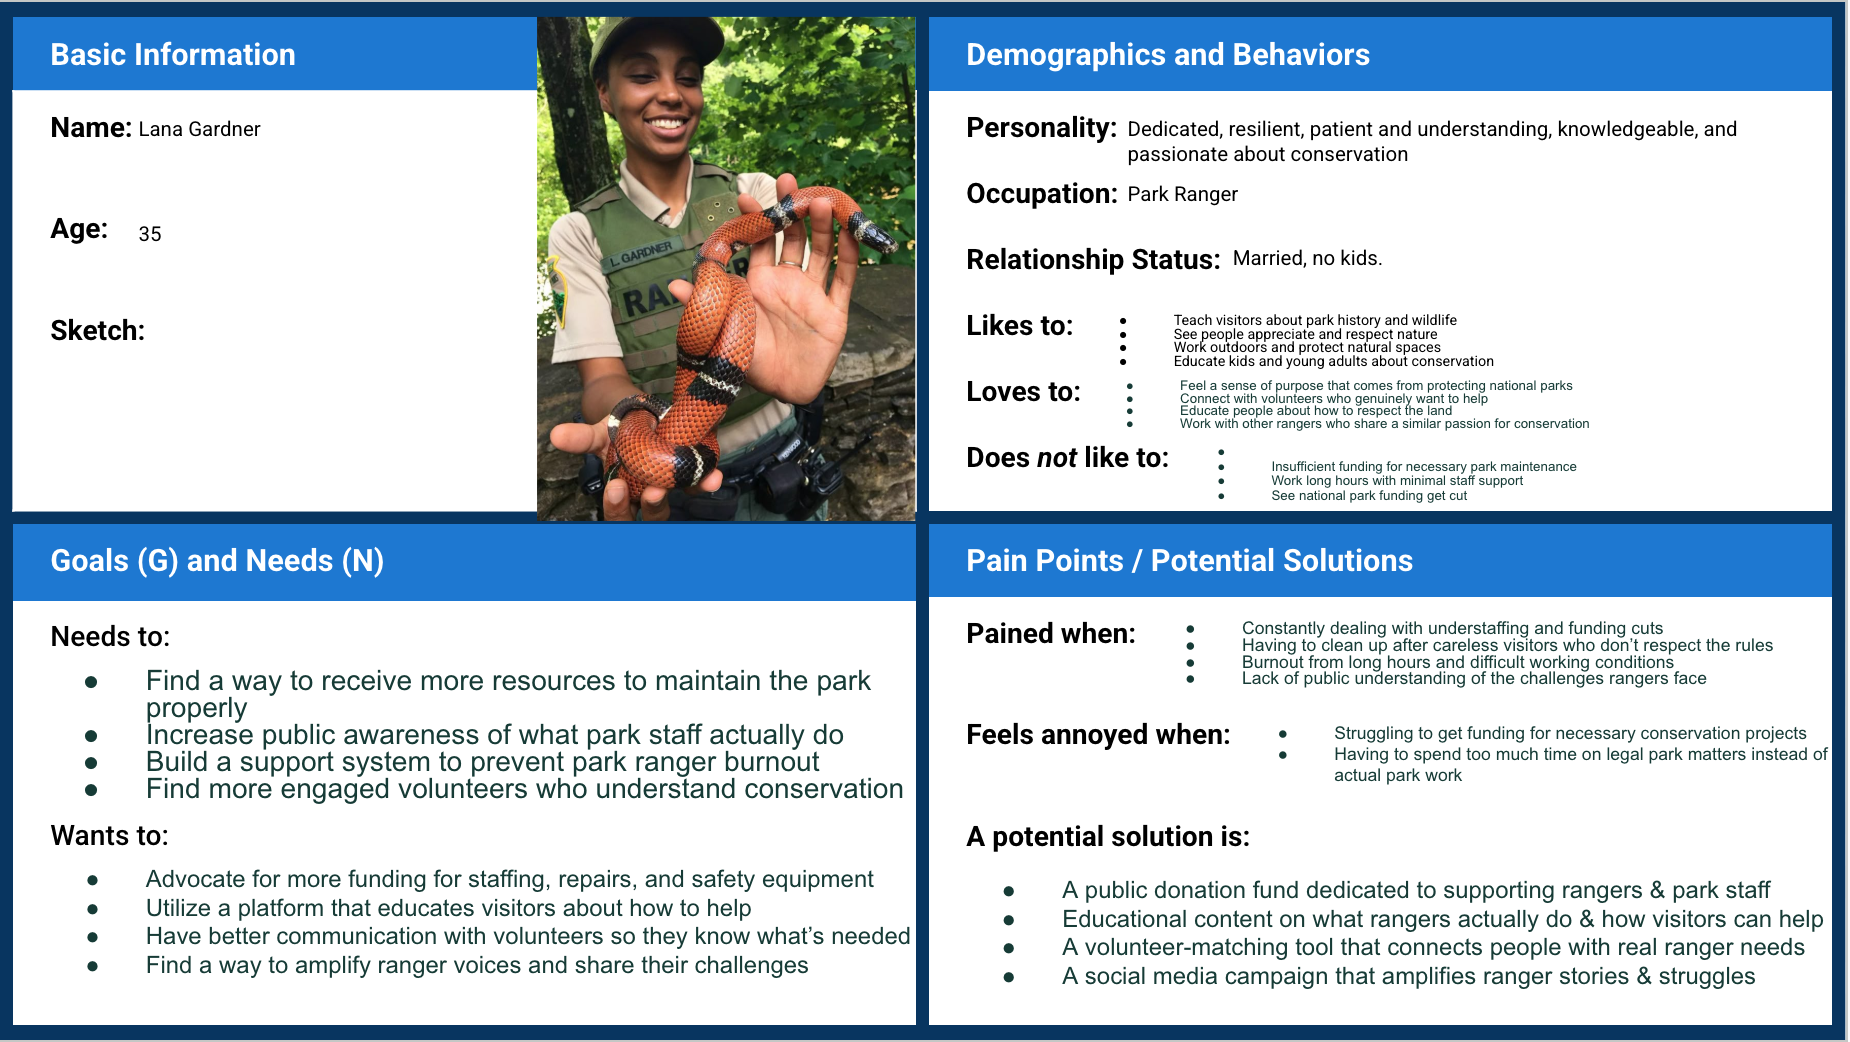 Basic Information
Name: Lana Gardner
Age: 35
Sketch:
L. GARDNER
Demographics and Behaviors
Personality: Dedicated, resilient, patient and understanding, knowledgeable, and
passionate about conservation
Occupation: Park Ranger
Relationship Status: Married, no kids.
Likes to:
● Teach visitors about park history and wildlife
● See people appreciate and respect nature
● Work outdoors and protect natural spaces
● Educate kids and young adults about conservation
Loves to:
● Feel a sense of purpose that comes from protecting national parks
● Connect with volunteers who genuinely want to help
● Educate people about how to respect the land
● Work with other rangers who share a similar passion for conservation
Does not like to:
●
● Insufficient funding for necessary park maintenance
● Work long hours with minimal staff support
● See national park funding get cut
Goals (G) and Needs (N)
Needs to:
● Find a way to receive more resources to maintain the park
properly
● Increase public awareness of what park staff actually do
● Build a support system to prevent park ranger burnout
● Find more engaged volunteers who understand conservation
Wants to:
● Advocate for more funding for staffing, repairs, and safety equipment
● Utilize a platform that educates visitors about how to help
● Have better communication with volunteers so they know what’s needed
● Find a way to amplify ranger voices and share their challenges
Pain Points / Potential Solutions
Pained when:
● Constantly dealing with understaffing and funding cuts
● Having to clean up after careless visitors who don’t respect the rules
● Burnout from long hours and difficult working conditions
● Lack of public understanding of the challenges rangers face
Feels annoyed when:
● Struggling to get funding for necessary conservation projects
● Having to spend too much time on legal park matters instead of
actual park work
A potential solution is:
● A public donation fund dedicated to supporting rangers & park staff
● Educational content on what rangers actually do & how visitors can help
● A volunteer-matching tool that connects people with real ranger needs
● A social media campaign that amplifies ranger stories & struggles